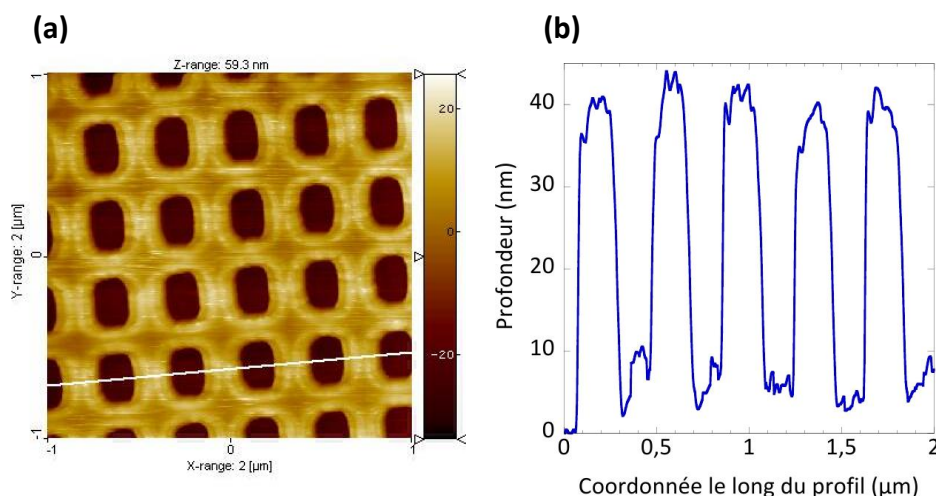 (a)
Z-range: 59.3 nm
1
20
0
0
-20
-1
-1
0
1
Y-range: 2 [µm]
X-range: 2 [µm]
(b)
40
30
20
10
0
0
0,5
1
1,5
2
Profondeur (nm)
Coordonnée le long du profil (µm)